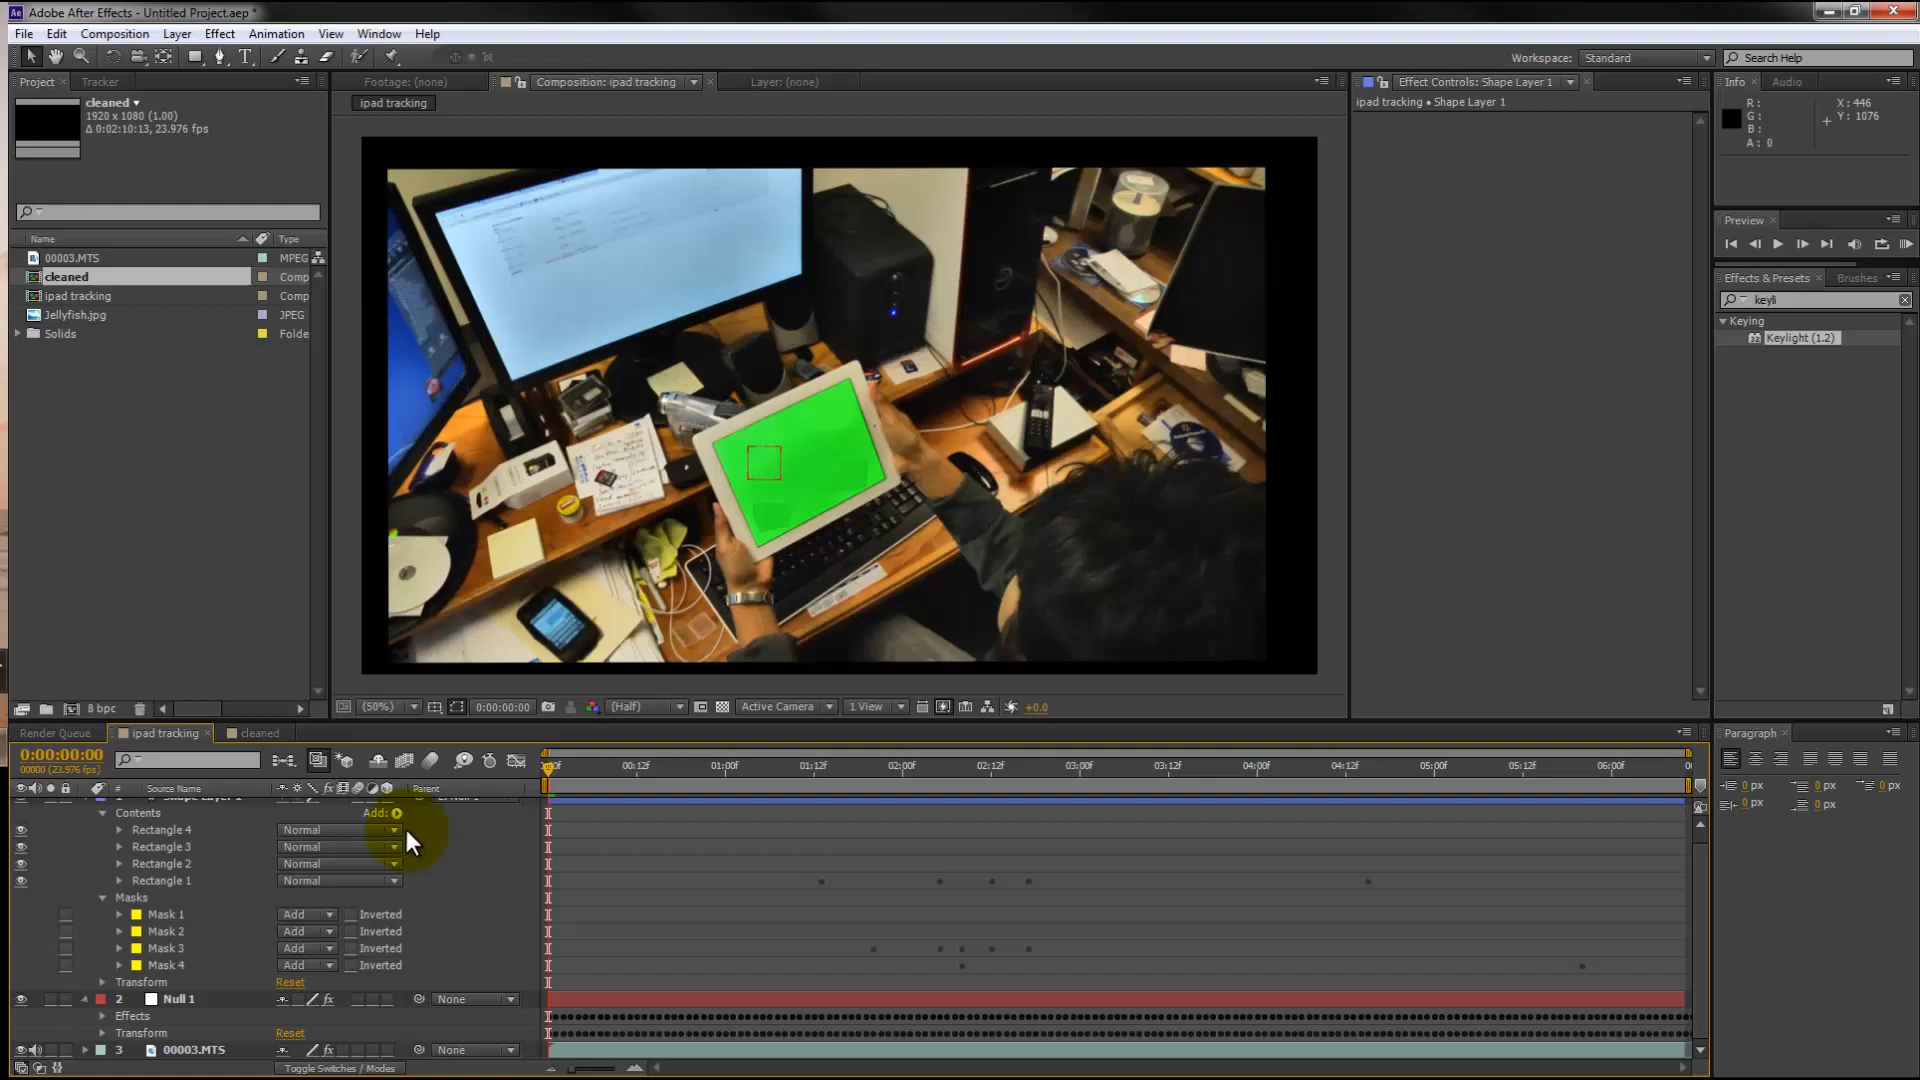 Ae Adobe After Effects - Untitled Project.aep *
File Edit Composition Layer Effect Animation View Window Help
Workspace: Standard Search Help
Project Tracker
Footage: (none) Composition: ipad tracking Layer: (none)
Effect Controls: Shape Layer 1
Info Audio
cleaned
1920 x 1080 (1.00)
Δ 0:02:10:13, 23.976 fps
ipad tracking
ipad tracking • Shape Layer 1
R:
G:
B:
A: 0
X: 446
Y: 1076
Preview
Effects & Presets Brushes
keyli
Keying
32 Keylight (1.2)
Name Type
00003.MTS MPEG
cleaned Comp
ipad tracking Comp
Jellyfish.jpg JPEG
Solids Folde
8 bpc
(50%) 0:00:00:00 (Half) Active Camera 1 View +0.0
Render Queue ipad tracking cleaned
Paragraph
0:00:00:00
00000 (23.976 fps)
00:12f 01:00f 01:12f 02:00f 02:12f 03:00f 03:12f 04:00f 04:12f 05:00f 05:12f 06:00f
# Source Name fx Parent
0 px 0 px 0 px
0 px 0 px
Contents Add:
Rectangle 4 Normal
Rectangle 3 Normal
Rectangle 2 Normal
Rectangle 1 Normal
Masks
Mask 1 Add Inverted
Mask 2 Add Inverted
Mask 3 Add Inverted
Mask 4 Add Inverted
Transform Reset
2 Null 1 fx None
Effects
Transform Reset
3 00003.MTS fx None
Toggle Switches / Modes